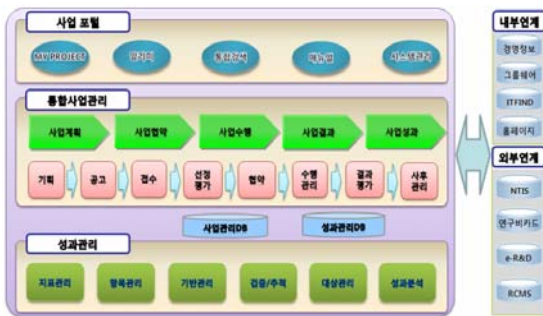 사업 포털
MY PROJECT
알리미
통합검색
매뉴얼
시스템관리
통합사업관리
사업계획
사업협약
사업수행
사업결과
사업성과
기획
공고
접수
선정
평가
협약
수행
관리
결과
평가
사후
관리
사업관리DB
성과관리DB
성과관리
지표관리
항목관리
기반관리
검증/추적
대상관리
성과분석
내부연계
경영정보
그룹웨어
ITFIND
홈페이지
외부연계
NTIS
연구비카드
e-R&D
RCMS